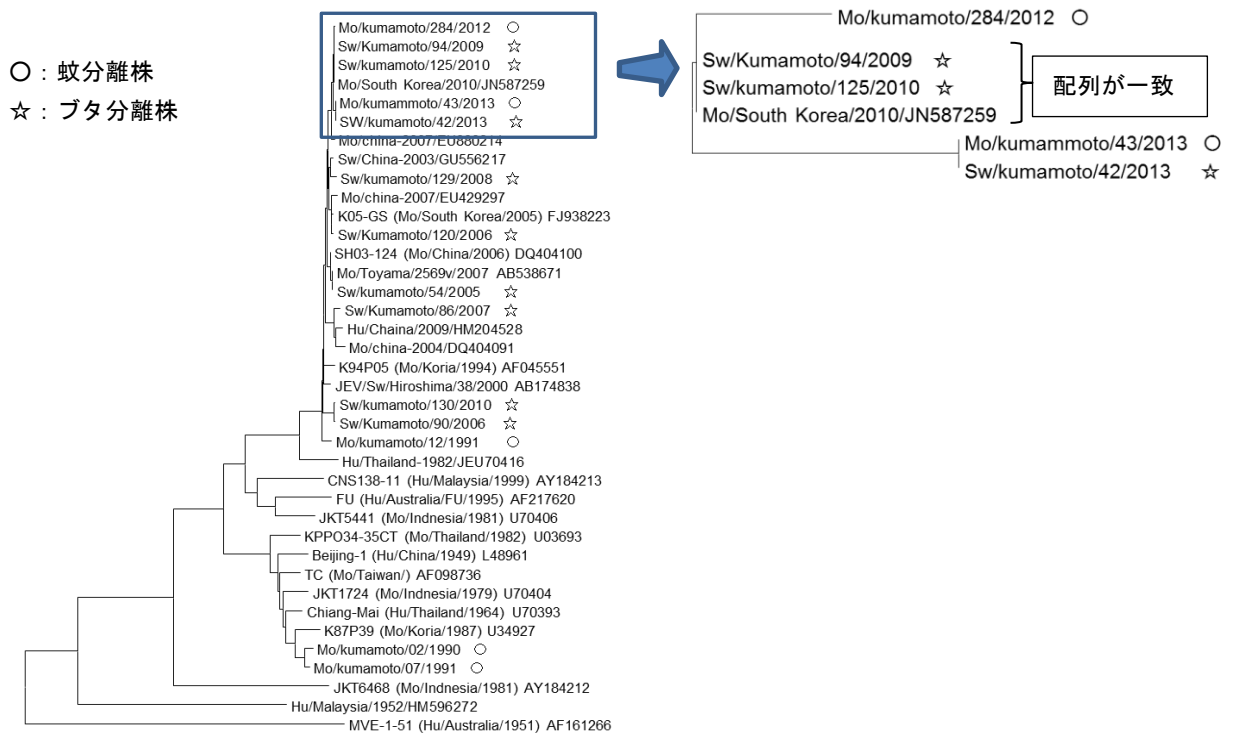 ○：蚊分離株
☆：ブタ分離株
Mo/kumamoto/284/2012 ○
Sw/Kumamoto/94/2009 ☆
Sw/Kumamoto/125/2010 ☆
Mo/South Korea/2010/JN587259
Mo/kumammoto/43/2013 ○
SW/kumamoto/42/2013 ☆
Mo/china-2007/EU880214
Sw/China-2003/GU556217
Sw/kumamoto/129/2008 ☆
Mo/china-2007/EU429297
K05-GS (Mo/South Korea/2005) FJ938223
Sw/Kumamoto/120/2006 ☆
SH03-124 (Mo/China/2006) DQ404100
Mo/Toyama/2569v/2007 AB538671
Sw/kumamoto/54/2005 ☆
Sw/Kumamoto/86/2007 ☆
Hu/Chaina/2009/HM204528
Mo/china-2004/DQ404091
K94P05 (Mo/Koria/1994) AF045551
JEV/Sw/Hiroshima/38/2000 AB174838
Sw/kumamoto/130/2010 ☆
Sw/Kumamoto/90/2006 ☆
Mo/kumamoto/12/1991 ○
Hu/Thailand-1982/JEU70416
CNS138-11 (Hu/Malaysia/1999) AY184213
FU (Hu/Australia/FU/1995) AF217620
JKT5441 (Mo/Indnesia/1981) U70406
KPPO34-35CT (Mo/Thailand/1982) U03693
Beijing-1 (Hu/China/1949) L48961
TC (Mo/Taiwan/) AF098736
JKT1724 (Mo/Indnesia/1979) U70404
Chiang-Mai (Hu/Thailand/1964) U70393
K87P39 (Mo/Koria/1987) U34927
Mo/kumamoto/02/1990 ○
Mo/kumamoto/07/1991 ○
JKT6468 (Mo/Indnesia/1981) AY184212
Hu/Malaysia/1952/HM596272
MVE-1-51 (Hu/Australia/1951) AF161266
Mo/kumamoto/284/2012 ○
Sw/Kumamoto/94/2009 ☆
Sw/kumamoto/125/2010 ☆
Mo/South Korea/2010/JN587259
配列が一致
Mo/kumammoto/43/2013 ○
Sw/kumamoto/42/2013 ☆